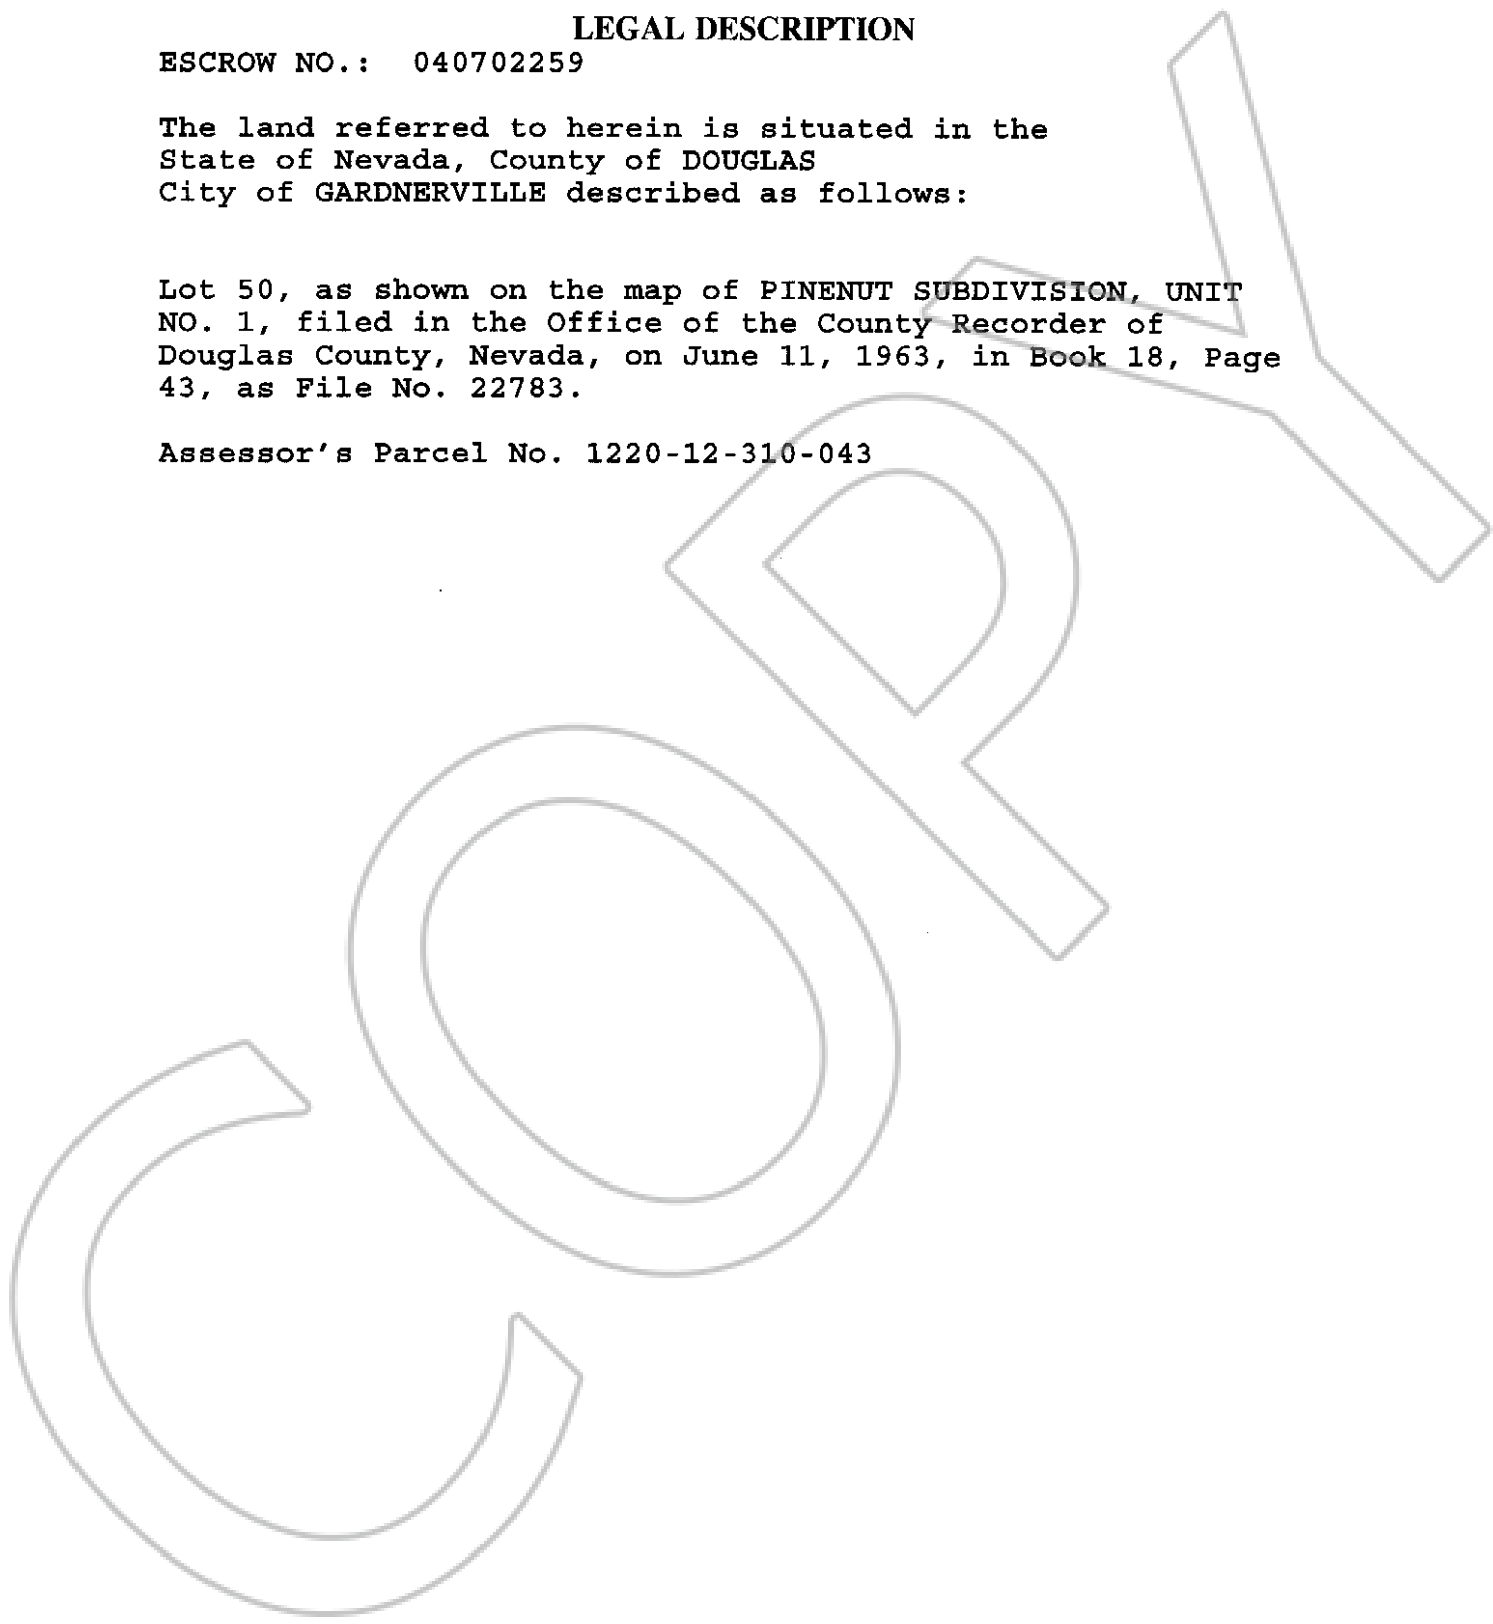 LEGAL DESCRIPTION
ESCROW NO.: 040702259
The land referred to herein is situated in the
State of Nevada, County of DOUGLAS
City of GARDNERVILLE described as follows:
Lot 50, as shown on the map of PINENUT SUBDIVISION, UNIT
NO. 1, filed in the Office of the County Recorder of
Douglas County, Nevada, on June 11, 1963, in Book 18, Page
43, as File No. 22783.
Assessor's Parcel No. 1220-12-310-043
COPY